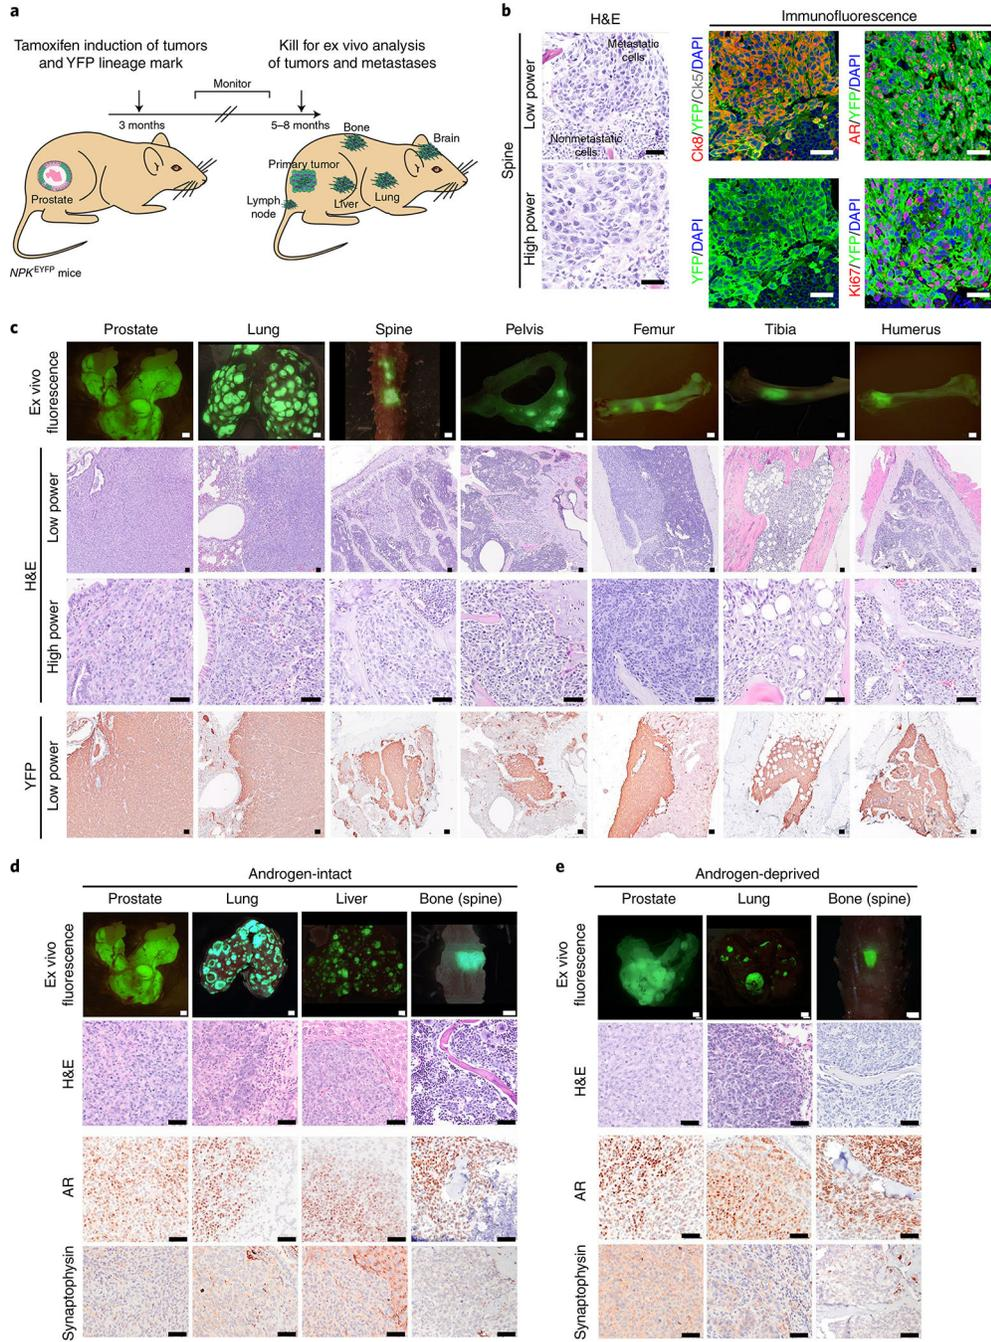 a
Tamoxifen induction of tumors
and YFP lineage mark
Kill for ex vivo analysis
of tumors and metastases
Monitor
3 months
5–8 months
Prostate
NPK^EYFP mice
Bone
Brain
Primary tumor
Lymph
node
Liver
Lung
b
H&E
Immunofluorescence
Spine
Low power
High power
Metastatic
cells
Nonmetastatic
cells
Ck8/YFP/Ck5/DAPI
AR/YFP/DAPI
YFP/DAPI
Ki67/YFP/DAPI
c
Prostate
Lung
Spine
Pelvis
Femur
Tibia
Humerus
Ex vivo
fluorescence
H&E
Low power
High power
YFP
Low power
d
Androgen-intact
Prostate
Lung
Liver
Bone (spine)
Ex vivo
fluorescence
H&E
AR
Synaptophysin
e
Androgen-deprived
Prostate
Lung
Bone (spine)
Ex vivo
fluorescence
H&E
AR
Synaptophysin